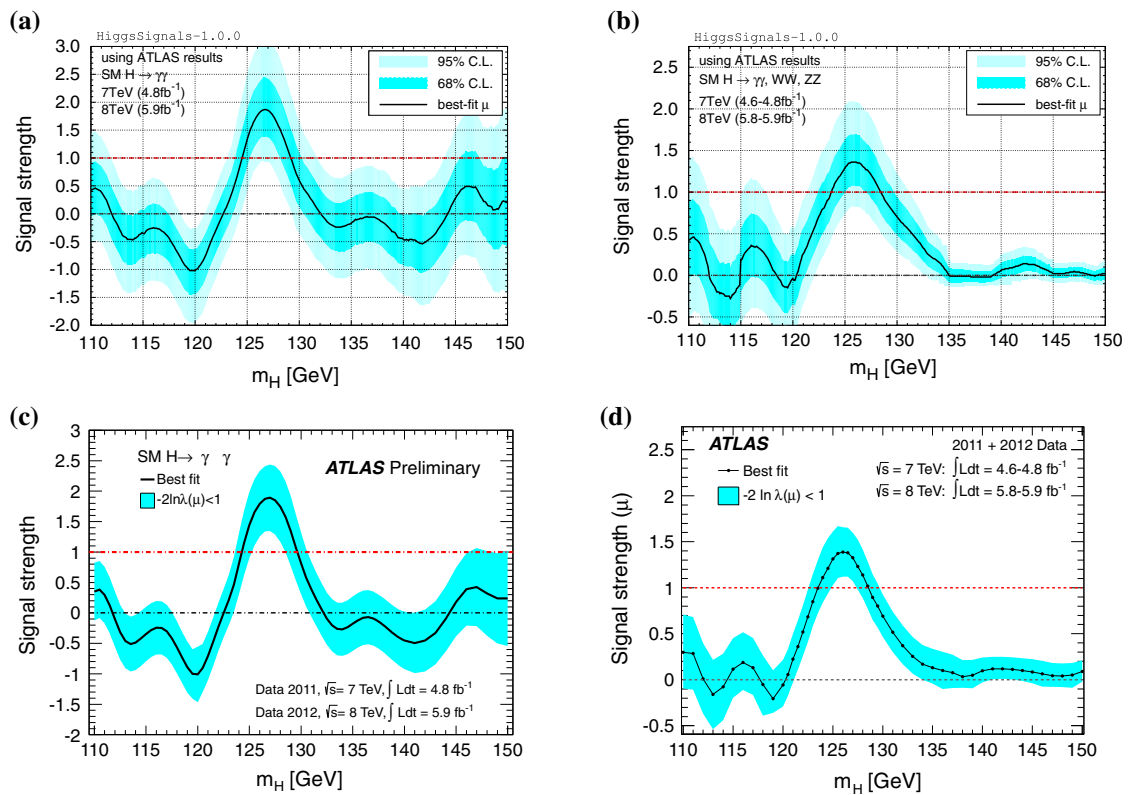 (a)
HiggsSignals-1.0.0
3.0
2.5
2.0
1.5
1.0
0.5
0.0
-0.5
-1.0
-1.5
-2.0
Signal strength
using ATLAS results
SM H → γγ
7TeV (4.8fb⁻¹)
8TeV (5.9fb⁻¹)
95% C.L.
68% C.L.
best-fit μ
110 115 120 125 130 135 140 145 150
m_H [GeV]
(b)
HiggsSignals-1.0.0
2.5
2.0
1.5
1.0
0.5
0.0
-0.5
Signal strength
using ATLAS results
SM H → γγ, WW, ZZ
7TeV (4.6-4.8fb⁻¹)
8TeV (5.8-5.9fb⁻¹)
95% C.L.
68% C.L.
best-fit μ
110 115 120 125 130 135 140 145 150
m_H [GeV]
(c)
3
2.5
2
1.5
1
0.5
0
-0.5
-1
-1.5
-2
Signal strength
SM H→ γ γ
Best fit
-2lnλ(μ)<1
ATLAS Preliminary
Data 2011, √s= 7 TeV, ∫ Ldt = 4.8 fb⁻¹
Data 2012, √s= 8 TeV, ∫ Ldt = 5.9 fb⁻¹
110 115 120 125 130 135 140 145 150
m_H [GeV]
(d)
2.5
2
1.5
1
0.5
0
-0.5
Signal strength (μ)
ATLAS
Best fit
-2 ln λ(μ) < 1
2011 + 2012 Data
√s = 7 TeV: ∫Ldt = 4.6-4.8 fb⁻¹
√s = 8 TeV: ∫Ldt = 5.8-5.9 fb⁻¹
110 115 120 125 130 135 140 145 150
m_H [GeV]